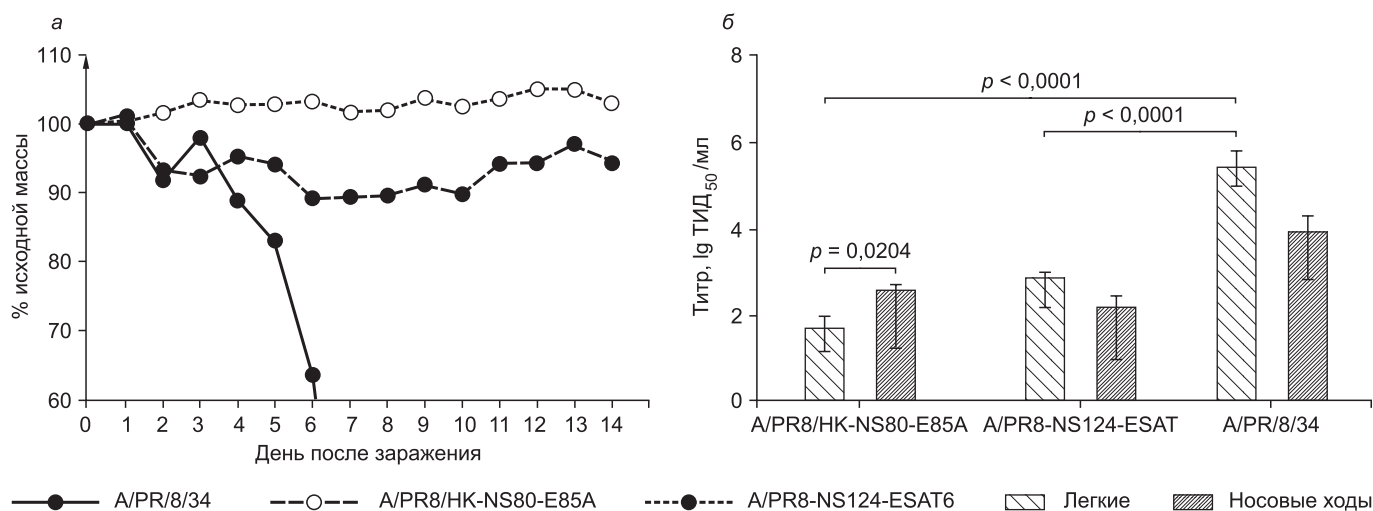 а
110
100
90
80
70
60
% исходной массы
0 1 2 3 4 5 6 7 8 9 10 11 12 13 14
День после заражения
б
8
6
4
2
0
Титр, lg ТИД50/мл
p < 0,0001
p < 0,0001
p = 0,0204
A/PR8/HK-NS80-E85A A/PR8-NS124-ESAT A/PR/8/34
A/PR/8/34 A/PR8/HK-NS80-E85A A/PR8-NS124-ESAT6 Легкие Носовые ходы